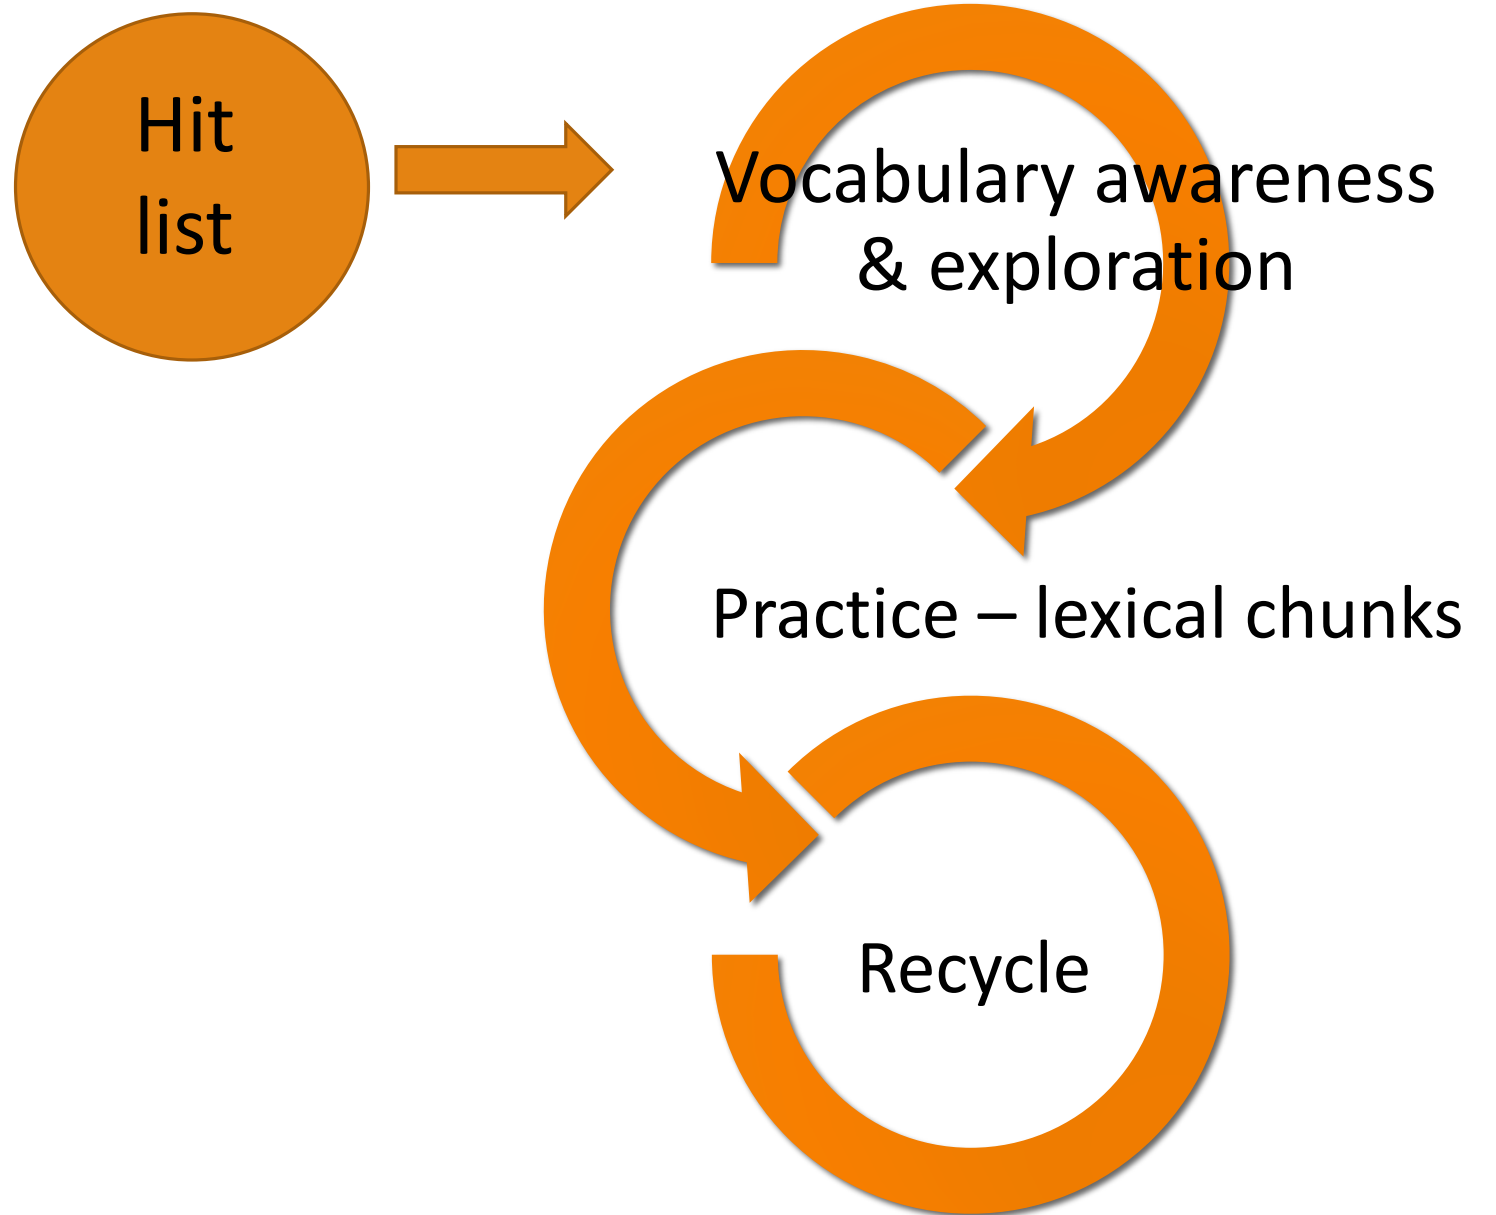 Hit
list
Vocabulary awareness
& exploration
Practice – lexical chunks
Recycle